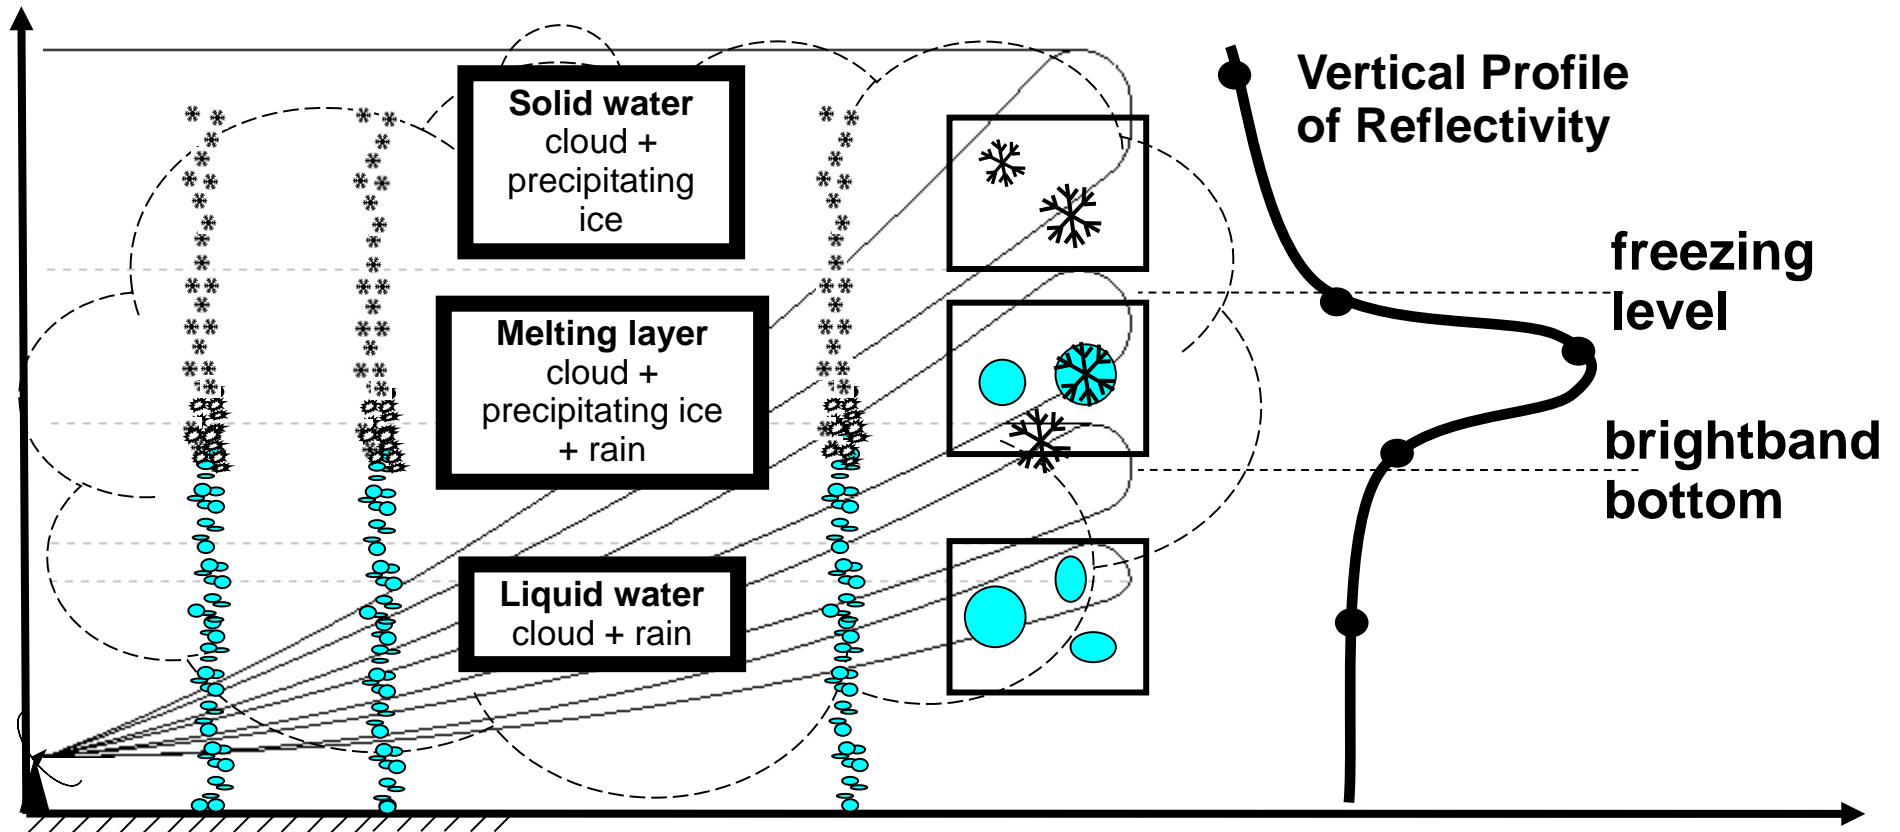 Solid water
cloud +
precipitating
ice
Melting layer
cloud +
precipitating ice
+ rain
Liquid water
cloud + rain
Vertical Profile
of Reflectivity
freezing
level
brightband
bottom